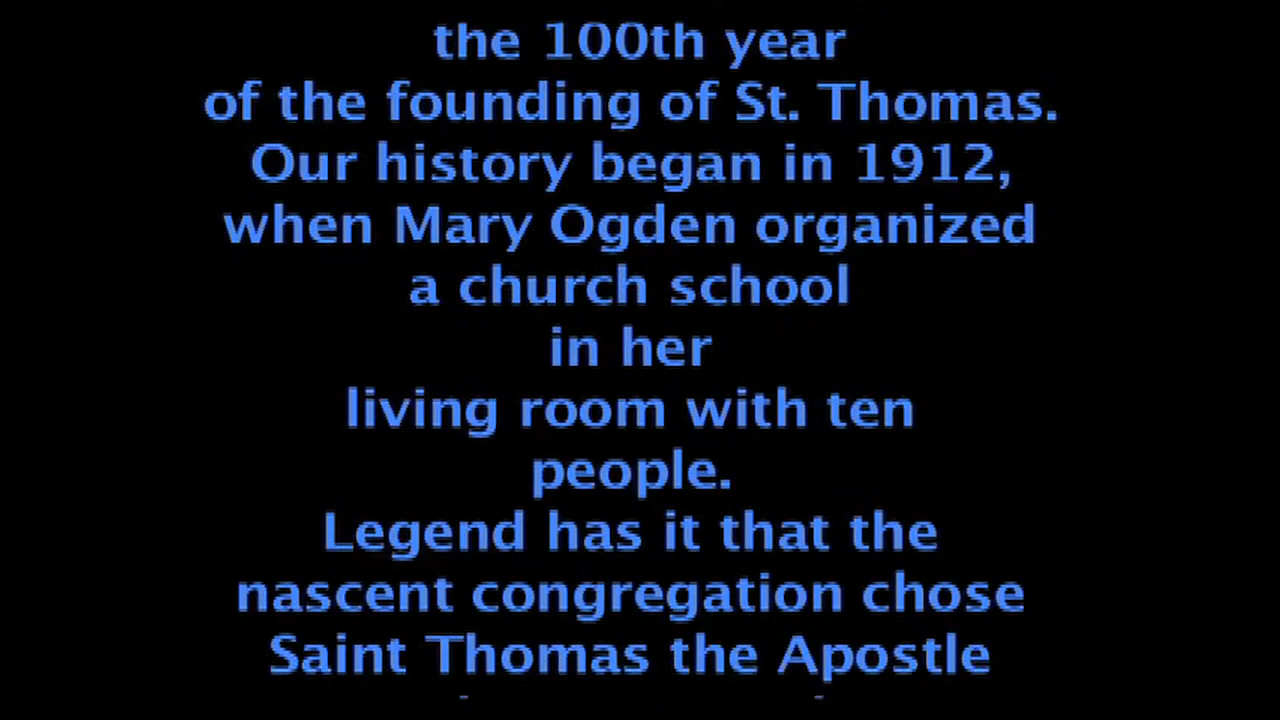 the 100th year
of the founding of St. Thomas.
Our history began in 1912,
when Mary Ogden organized
a church school
in her
living room with ten
people.
Legend has it that the
nascent congregation chose
Saint Thomas the Apostle